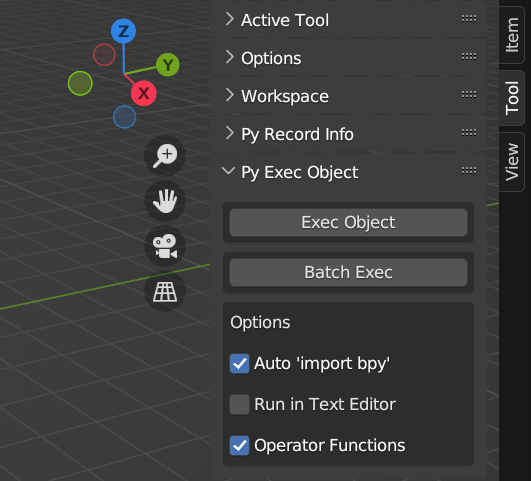 Z
Y
X
Active Tool
Options
Workspace
Py Record Info
Py Exec Object
Exec Object
Batch Exec
Options
Auto 'import bpy'
Run in Text Editor
Operator Functions
Item
Tool
View